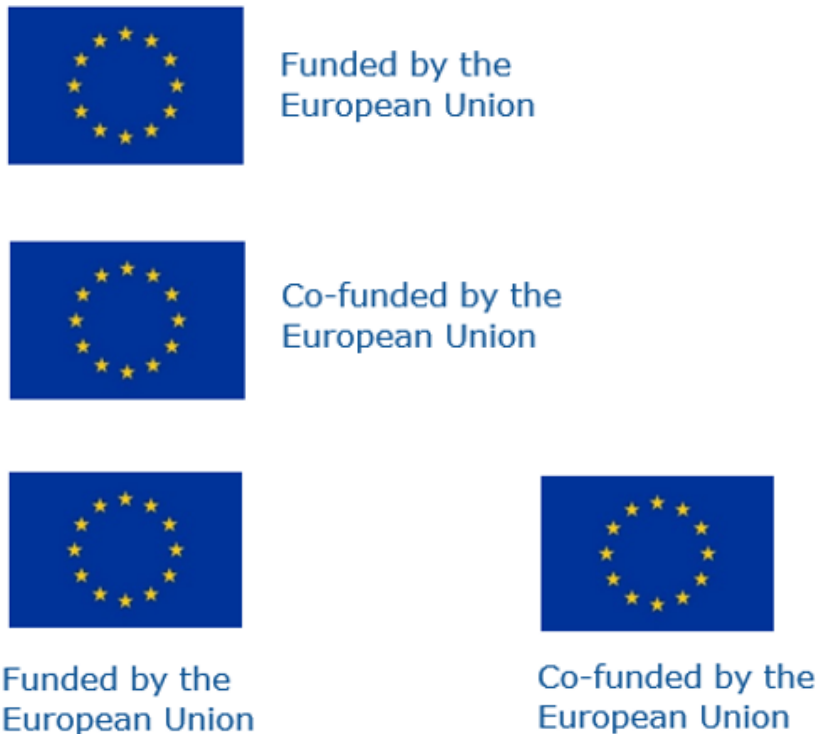 Funded by the
European Union
Co-funded by the
European Union
Funded by the
European Union
Co-funded by the
European Union